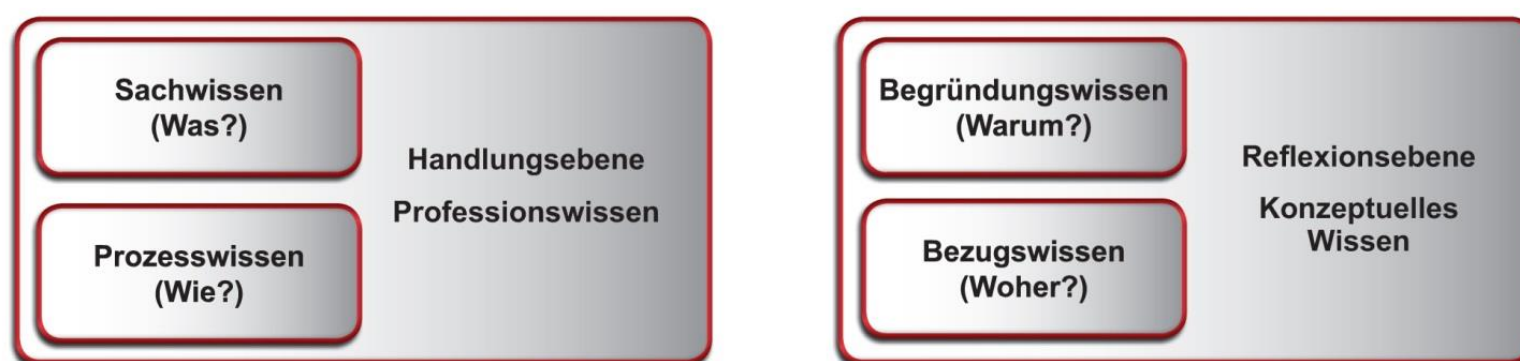 Sachwissen
(Was?)
Handlungsebene
Professionswissen
Prozesswissen
(Wie?)
Begründungswissen
(Warum?)
Reflexionsebene
Konzeptuelles
Wissen
Bezugswissen
(Woher?)